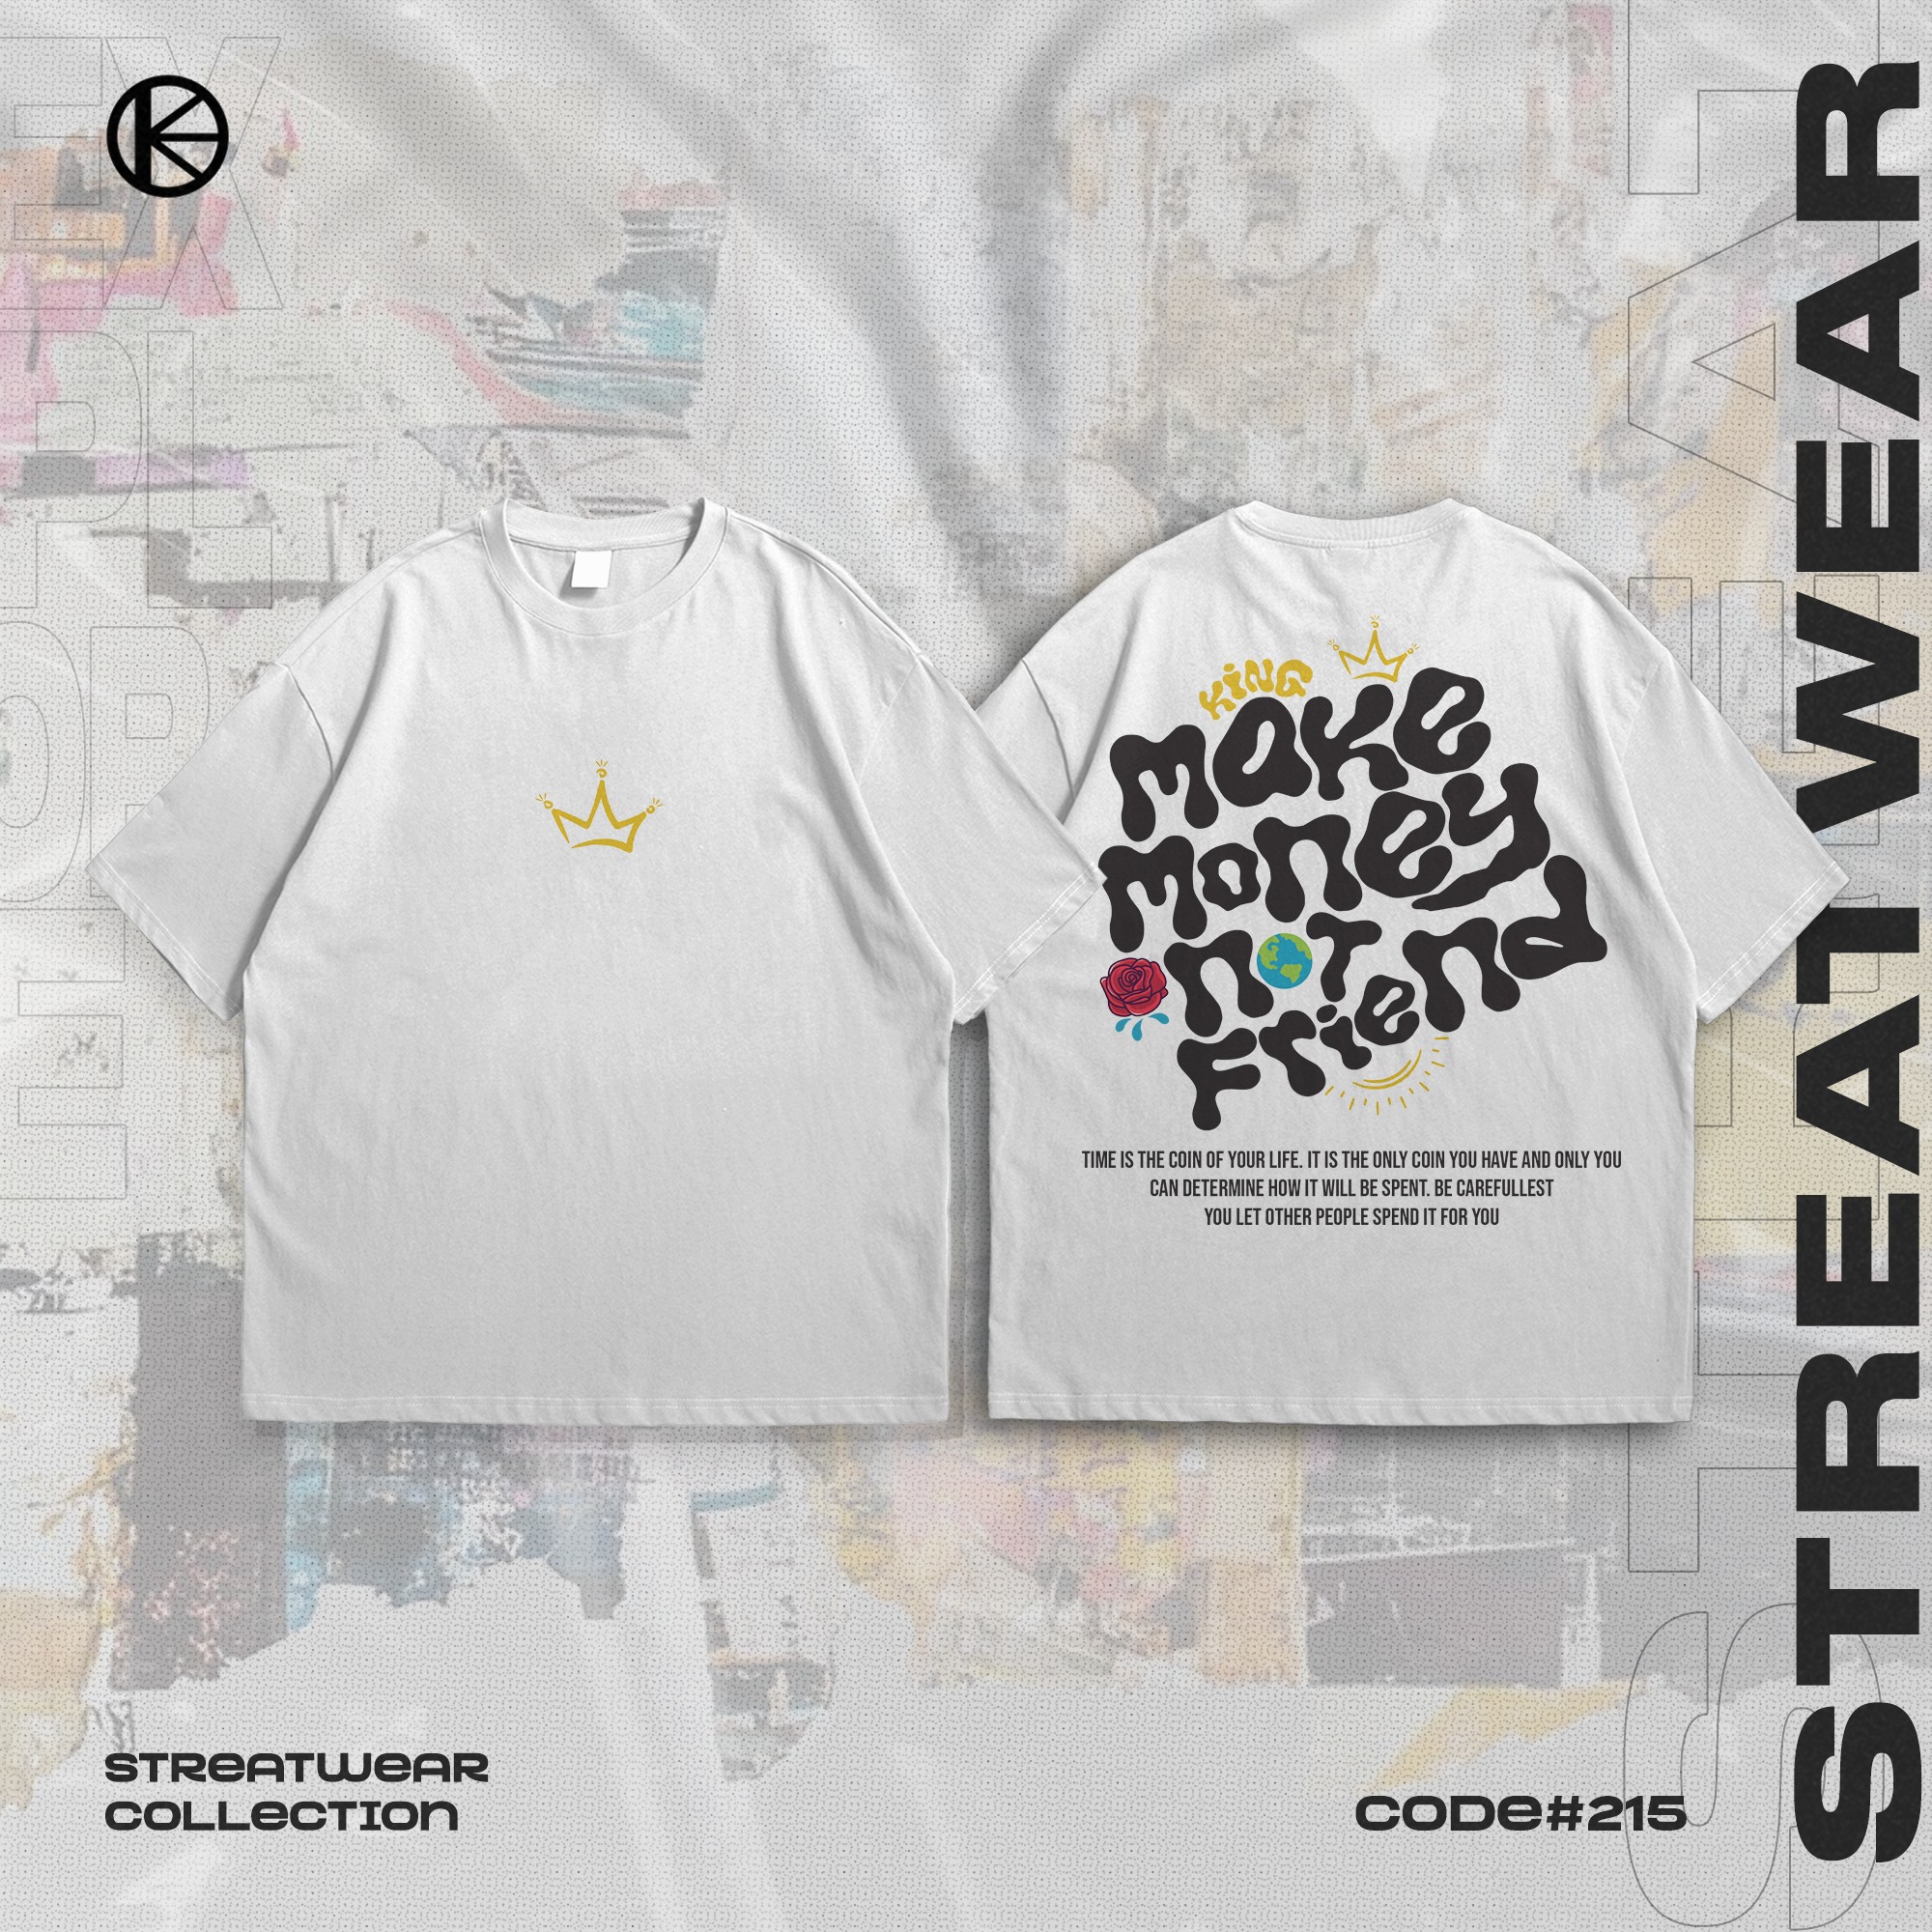 KiNG
make
money
nOT
Friend
TIME IS THE COIN OF YOUR LIFE. IT IS THE ONLY COIN YOU HAVE AND ONLY YOU
CAN DETERMINE HOW IT WILL BE SPENT. BE CAREFULLEST
YOU LET OTHER PEOPLE SPEND IT FOR YOU
STREATWEAR
COLLECTION
CODE#215
STREATWEAR